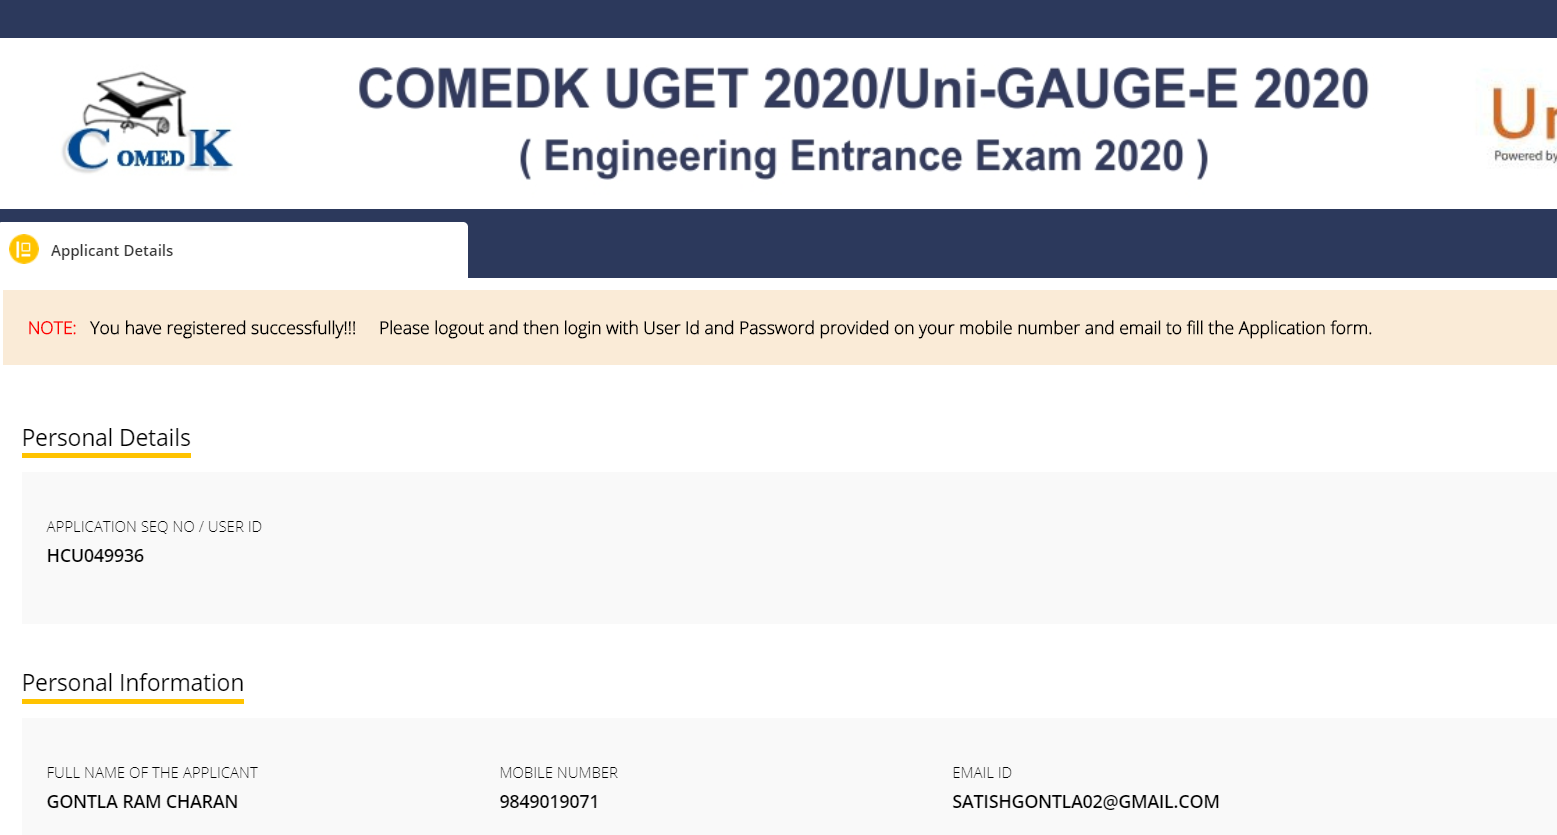 COMEDK
COMEDK UGET 2020/Uni-GAUGE-E 2020
( Engineering Entrance Exam 2020 )
Powered by
Applicant Details
NOTE: You have registered successfully!!! Please logout and then login with User Id and Password provided on your mobile number and email to fill the Application form.
Personal Details
APPLICATION SEQ NO / USER ID
HCU049936
Personal Information
FULL NAME OF THE APPLICANT MOBILE NUMBER EMAIL ID
GONTLA RAM CHARAN 9849019071 SATISHGONTLA02@GMAIL.COM